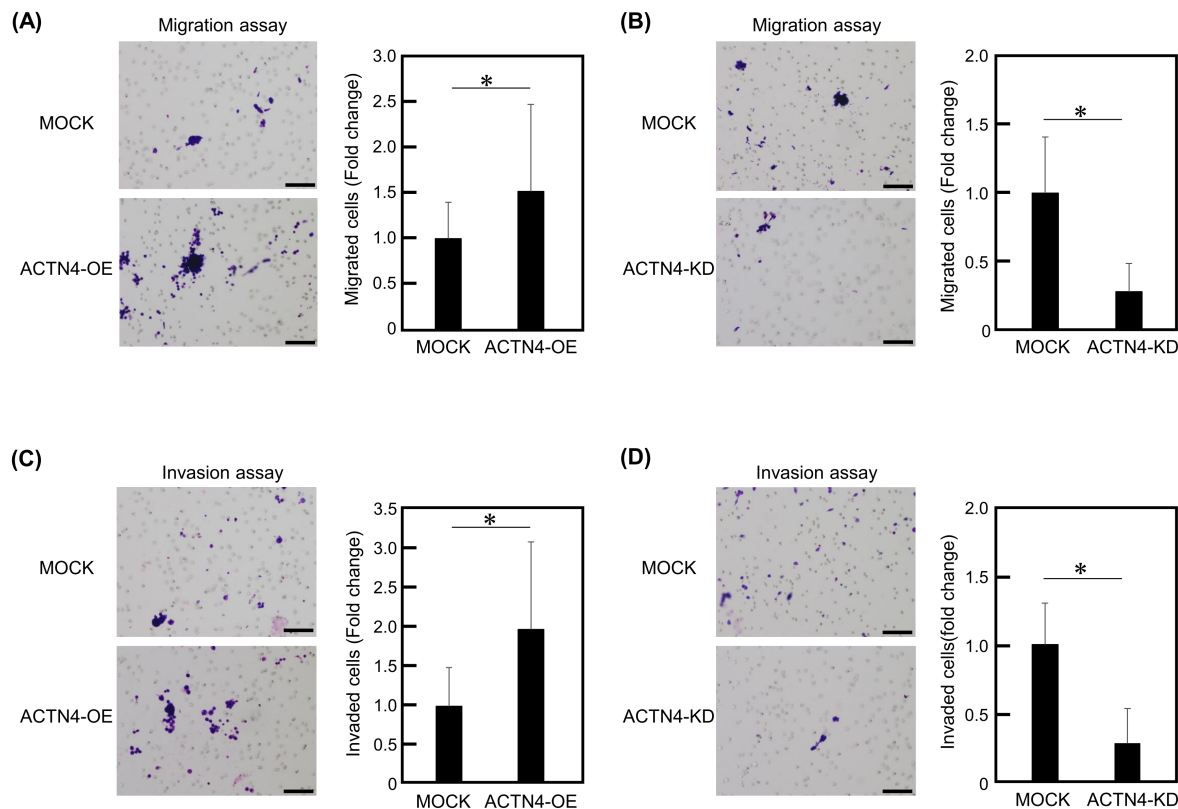 (A)
Migration assay
MOCK
ACTN4-OE
Migrated cells (Fold change)
3.0
2.5
2.0
1.5
1.0
0.5
0
*
MOCK ACTN4-OE
(B)
Migration assay
MOCK
ACTN4-KD
Migrated cells (Fold change)
2.0
1.5
1.0
0.5
0
*
MOCK ACTN4-KD
(C)
Invasion assay
MOCK
ACTN4-OE
Invaded cells (Fold change)
3.5
3.0
2.5
2.0
1.5
1.0
0.5
0
*
MOCK ACTN4-OE
(D)
Invasion assay
MOCK
ACTN4-KD
Invaded cells(fold change)
2.0
1.5
1.0
0.5
0
*
MOCK ACTN4-KD